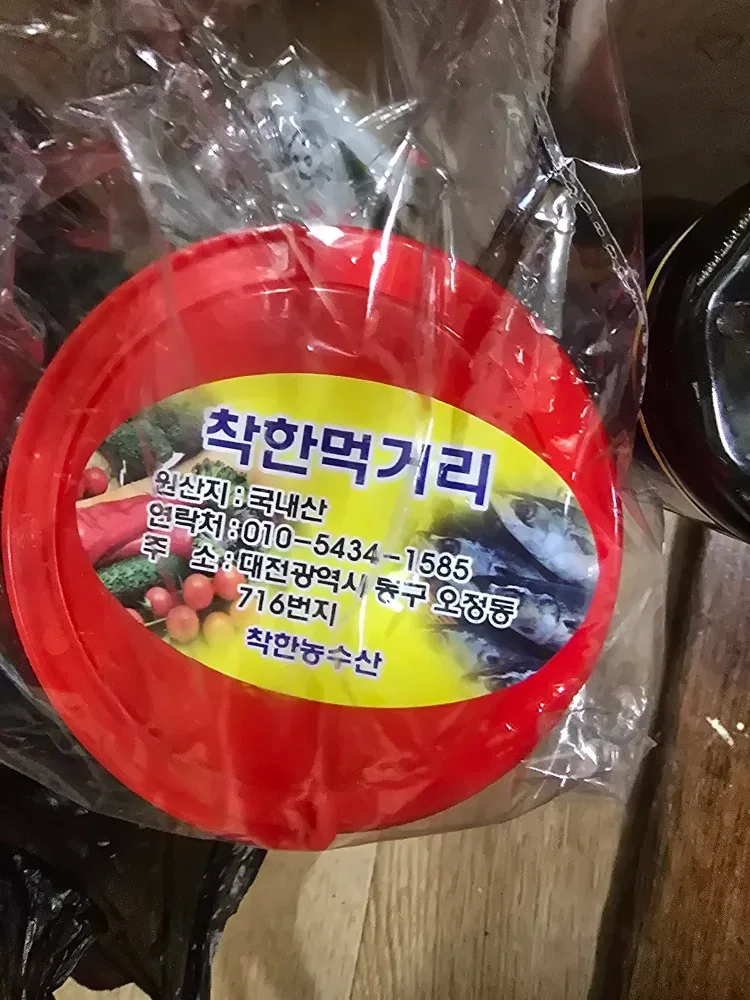 착한먹거리
원산지 : 국내산
연락처 : 010-5434-1585
주 소 : 대전광역시 동구 오정동
716번지
착한농수산